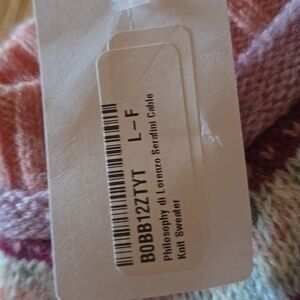 L - F
B0BB12ZTYT
Philosophy di Lorenzo Serafini Cable
Knit Sweater